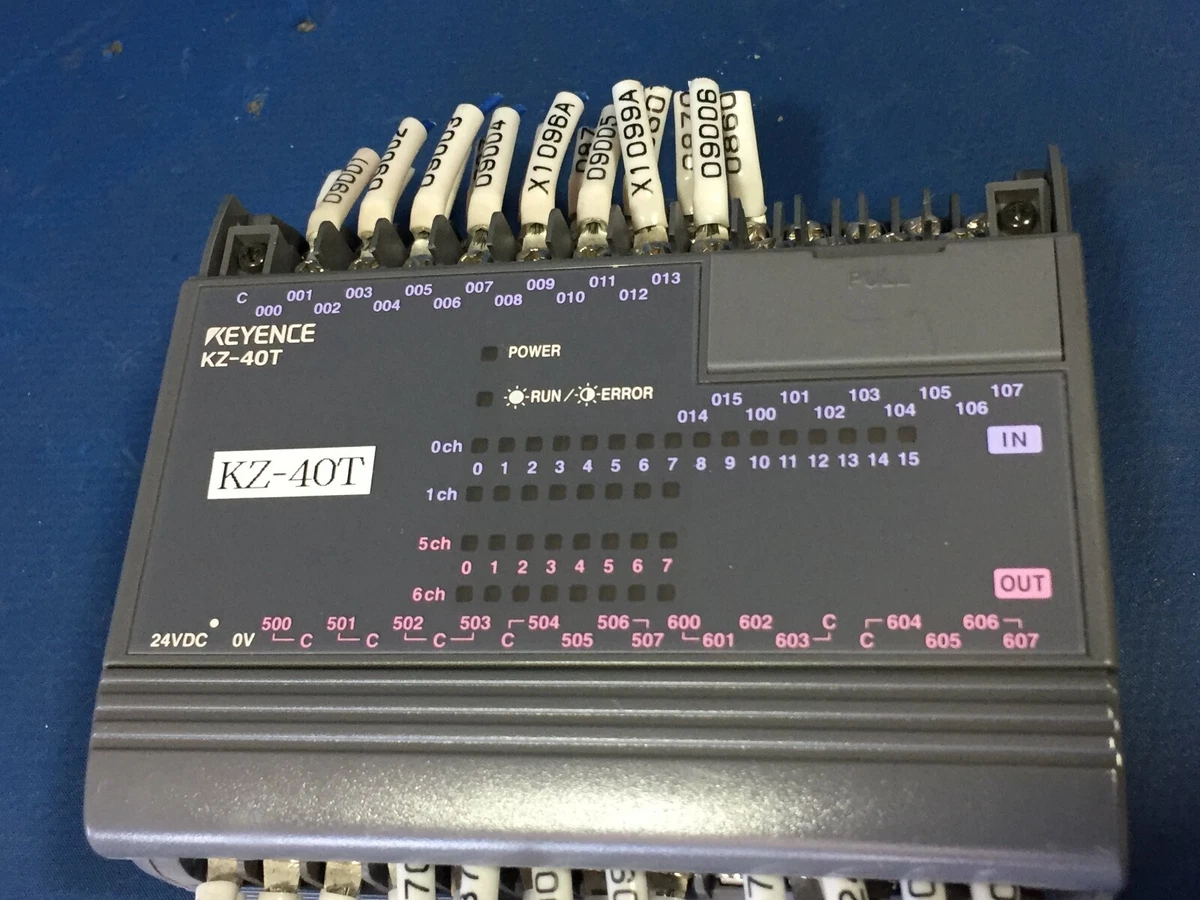 09001
09002
09003
09004
X1096A
09005
X1099A
0870
09006
0860
PULL
C 000 001 002 003 004 005 006 007 008 009 010 011 012 013
KEYENCE
KZ-40T
POWER
RUN/ERROR
014 015 100 101 102 103 104 105 106 107
0ch
IN
0 1 2 3 4 5 6 7 8 9 10 11 12 13 14 15
KZ-40T
1ch
5ch
0 1 2 3 4 5 6 7
6ch
OUT
500 501 502 503 504 506 600 602 C 604 606
24VDC 0V C C C C 505 507 601 603 C 605 607